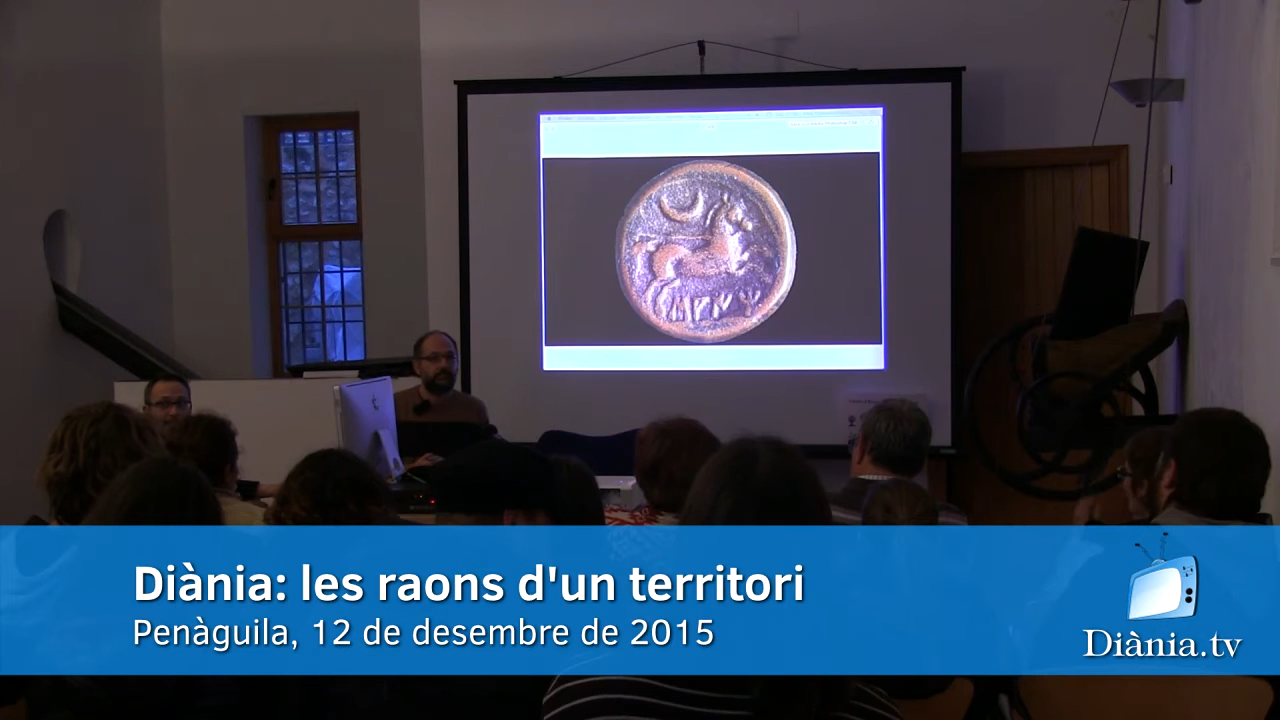 Diània: les raons d'un territori
Penàguila, 12 de desembre de 2015
Diània.tv